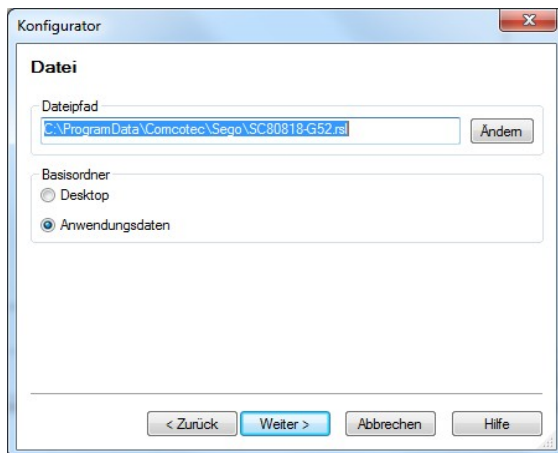 Konfigurator
Datei
Dateipfad
C:\ProgramData\Comcotec\Sego\SC80818-G52.rsl
Ändern
Basisordner
Desktop
Anwendungsdaten
< Zurück Weiter > Abbrechen Hilfe